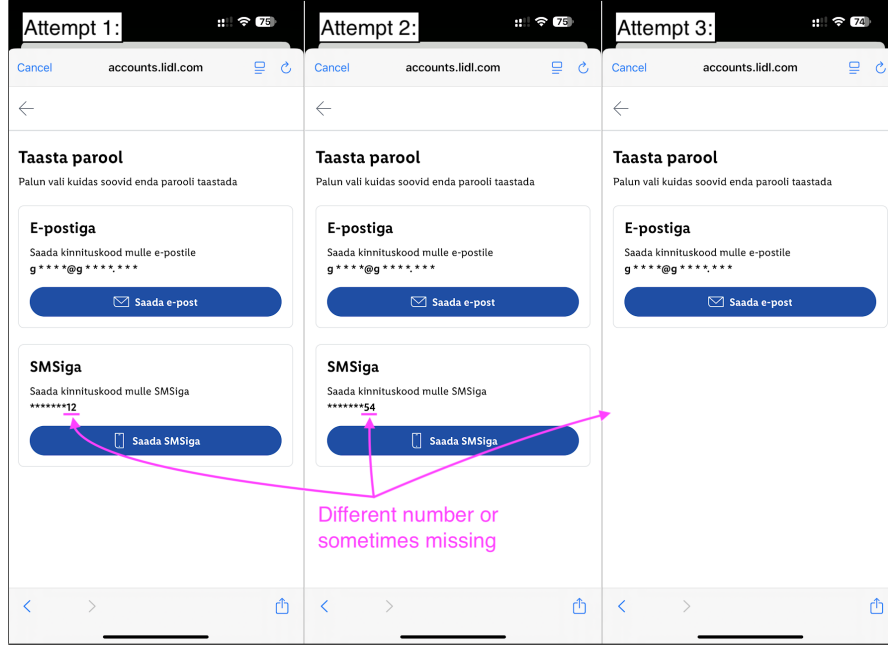 Attempt 1:
75
Cancel
accounts.lidl.com
Taasta parool
Palun vali kuidas soovid enda parooli taastada
E-postiga
Saada kinnituskood mulle e-postile
g****@g****.***
Saada e-post
SMSiga
Saada kinnituskood mulle SMSiga
*******12
Saada SMSiga
Attempt 2:
75
Cancel
accounts.lidl.com
Taasta parool
Palun vali kuidas soovid enda parooli taastada
E-postiga
Saada kinnituskood mulle e-postile
g****@g****.***
Saada e-post
SMSiga
Saada kinnituskood mulle SMSiga
*******54
Saada SMSiga
Different number or
sometimes missing
Attempt 3:
74
Cancel
accounts.lidl.com
Taasta parool
Palun vali kuidas soovid enda parooli taastada
E-postiga
Saada kinnituskood mulle e-postile
g****@g****.***
Saada e-post